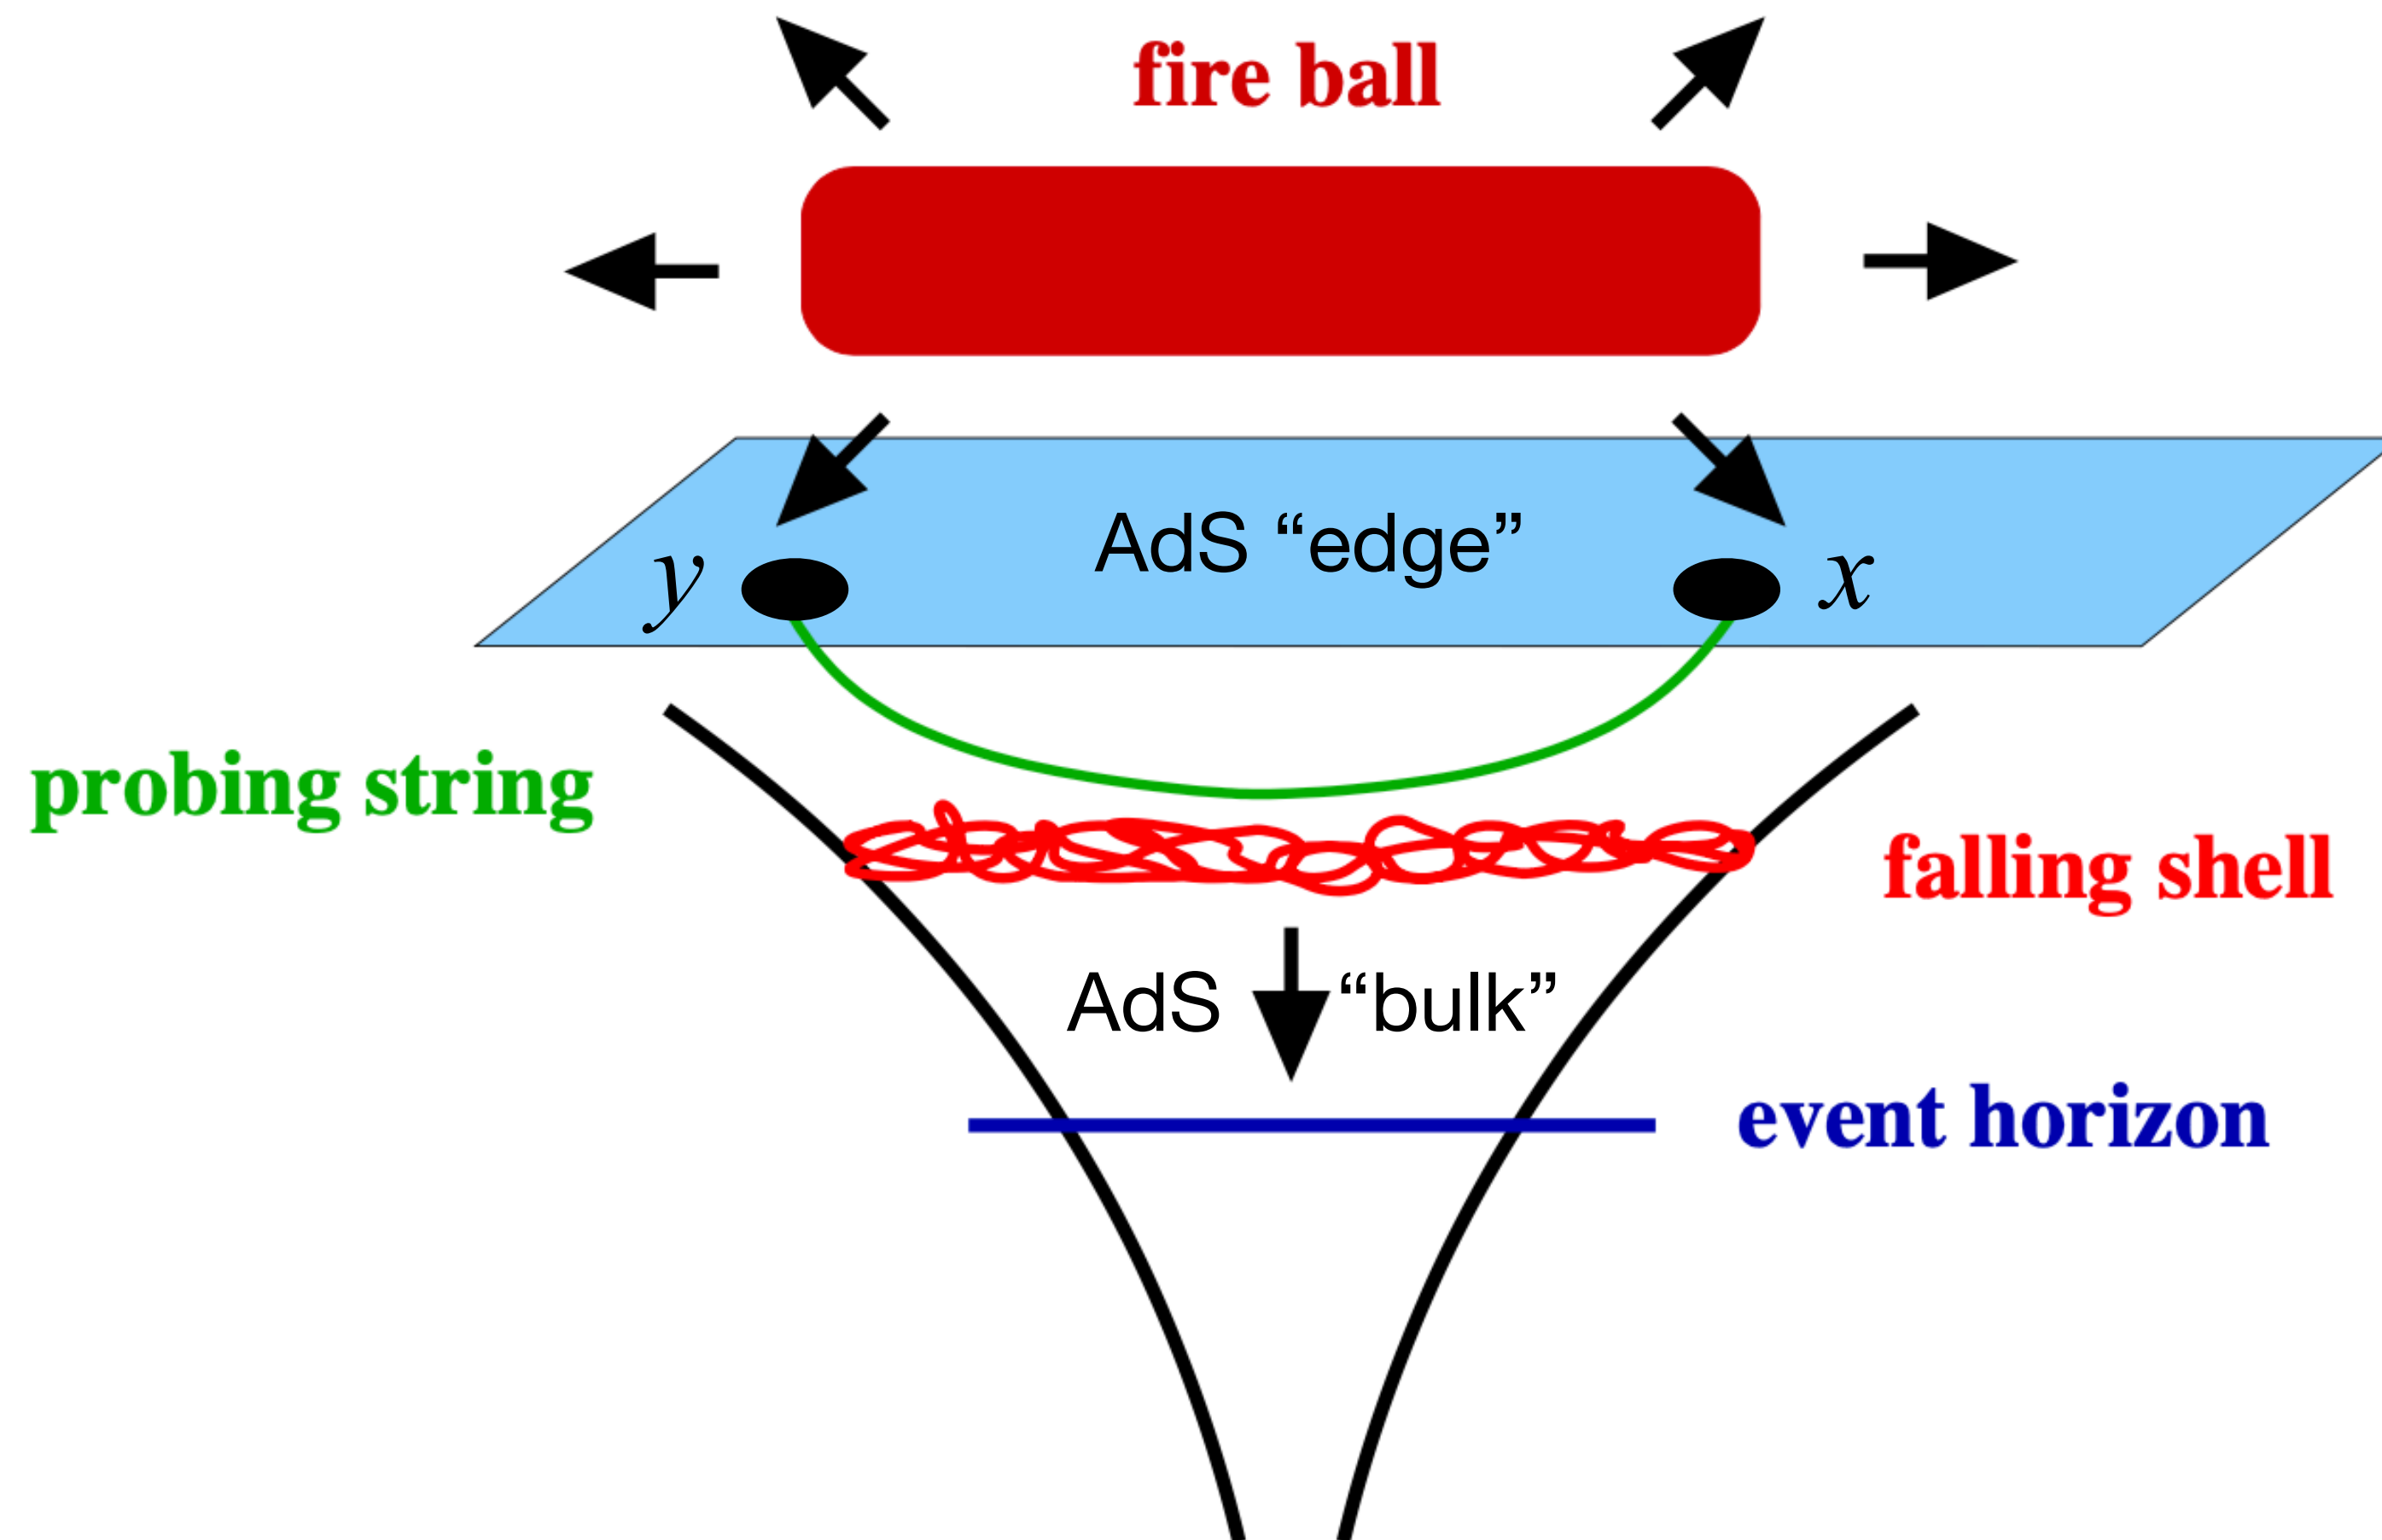 fire ball
AdS “edge”
y
x
probing string
falling shell
AdS “bulk”
event horizon